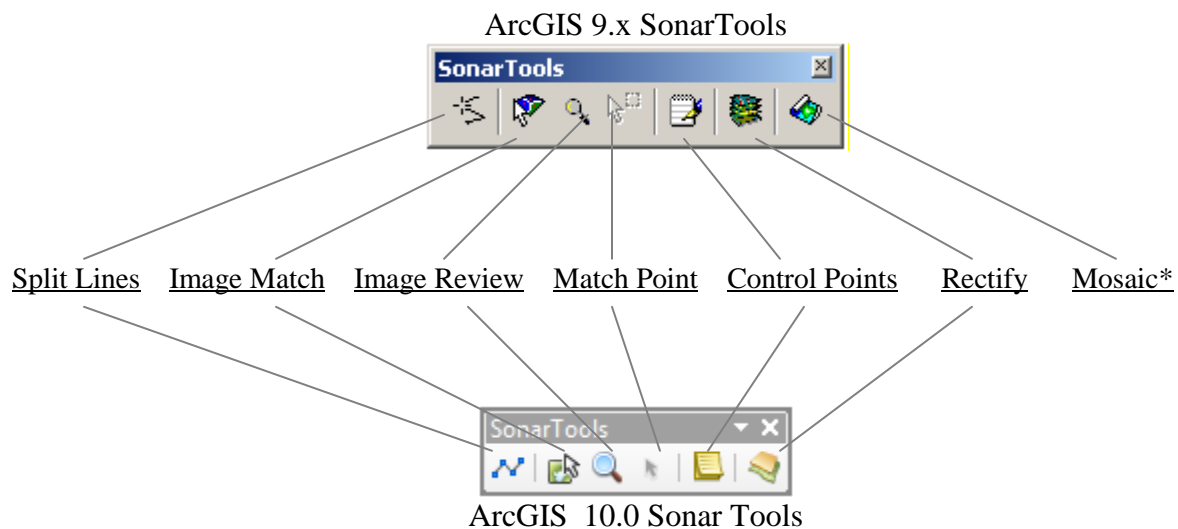 ArcGIS 9.x SonarTools
SonarTools
Split Lines Image Match Image Review Match Point Control Points Rectify Mosaic*
SonarTools
ArcGIS 10.0 Sonar Tools